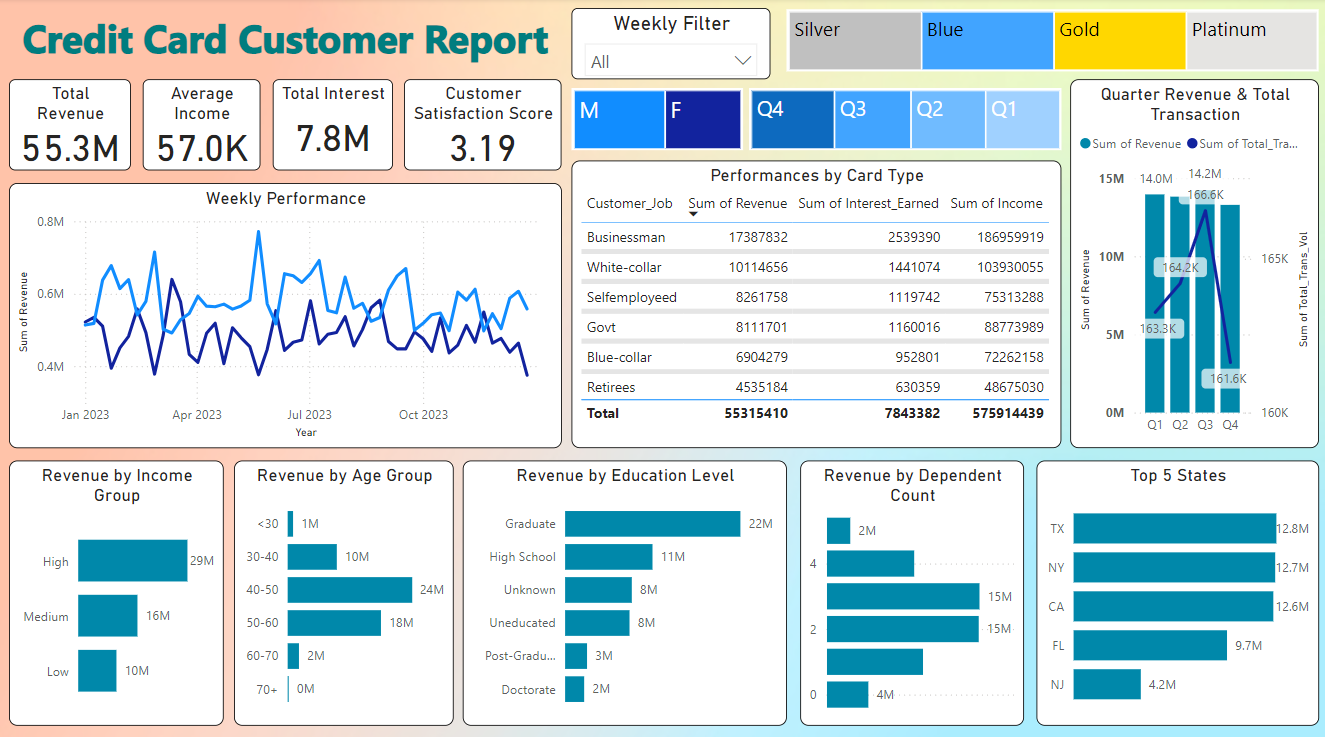 Credit Card Customer Report
Weekly Filter
All
Silver
Blue
Gold
Platinum
Total
Revenue
55.3M
Average
Income
57.0K
Total Interest
7.8M
Customer
Satisfaction Score
3.19
M
F
Q4
Q3
Q2
Q1
Weekly Performance
Sum of Revenue
0.8M
0.6M
0.4M
Jan 2023
Apr 2023
Jul 2023
Oct 2023
Year
Performances by Card Type
Customer_Job Sum of Revenue Sum of Interest_Earned Sum of Income
Businessman 17387832 2539390 186959919
White-collar 10114656 1441074 103930055
Selfemployeed 8261758 1119742 75313288
Govt 8111701 1160016 88773989
Blue-collar 6904279 952801 72262158
Retirees 4535184 630359 48675030
Total 55315410 7843382 575914439
Quarter Revenue & Total
Transaction
Sum of Revenue Sum of Total_Tra...
Sum of Revenue
15M
10M
5M
0M
14.0M
14.2M
166.6K
164.2K
163.3K
161.6K
165K
160K
Sum of Total_Trans_Vol
Q1 Q2 Q3 Q4
Revenue by Income
Group
High 29M
Medium 16M
Low 10M
Revenue by Age Group
<30 1M
30-40 10M
40-50 24M
50-60 18M
60-70 2M
70+ 0M
Revenue by Education Level
Graduate 22M
High School 11M
Unknown 8M
Uneducated 8M
Post-Gradu... 3M
Doctorate 2M
Revenue by Dependent
Count
2M
4
15M
2 15M
0 4M
Top 5 States
TX 12.8M
NY 12.7M
CA 12.6M
FL 9.7M
NJ 4.2M